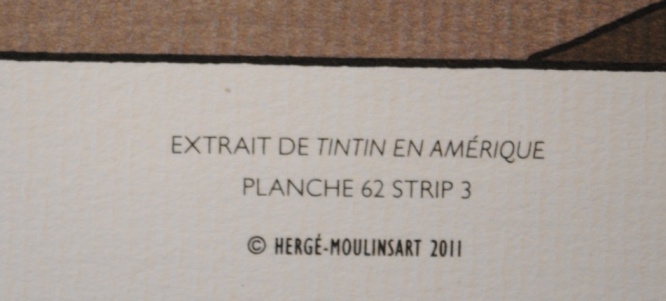 EXTRAIT DE TINTIN EN AMÉRIQUE
PLANCHE 62 STRIP 3
© HERGÉ-MOULINSART 2011